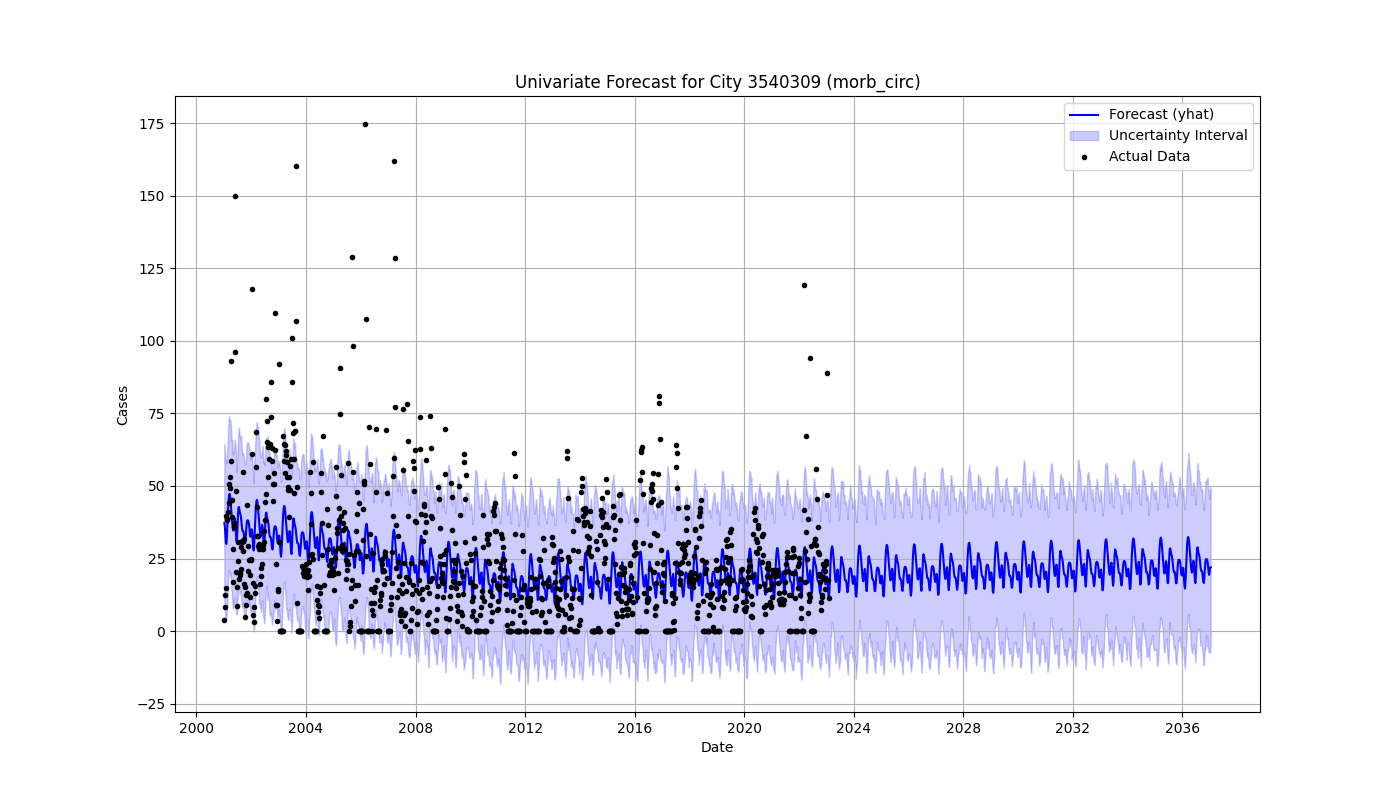 Univariate Forecast for City 3540309 (morb_circ)
Forecast (yhat)
Uncertainty Interval
Actual Data
175
150
125
100
75
50
25
0
−25
Cases
2000 2004 2008 2012 2016 2020 2024 2028 2032 2036
Date